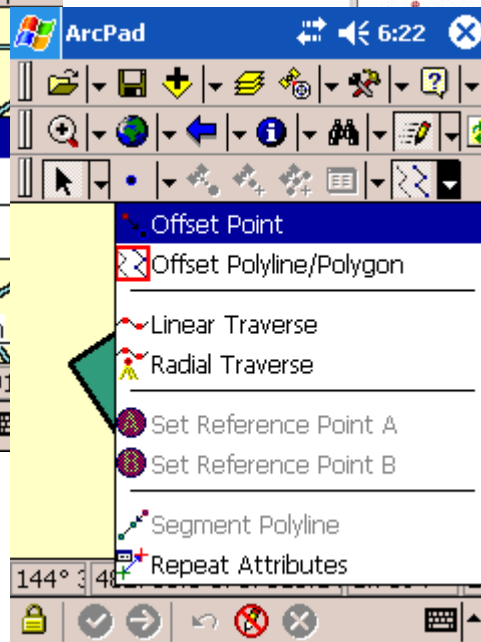 ArcPad 6:22
Offset Point
Offset Polyline/Polygon
Linear Traverse
Radial Traverse
A Set Reference Point A
B Set Reference Point B
Segment Polyline
Repeat Attributes
144°